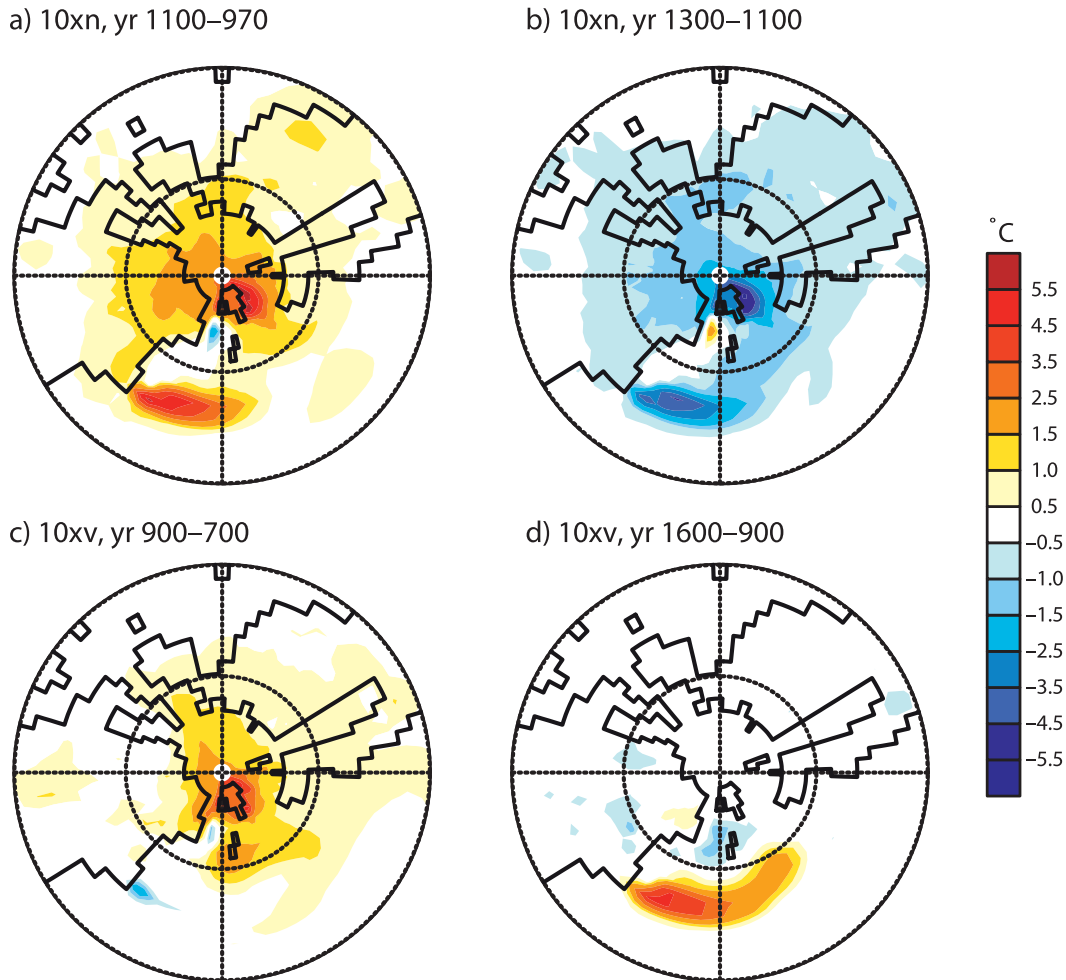 a) 10xn, yr 1100–970
b) 10xn, yr 1300–1100
°C
5.5
4.5
3.5
2.5
1.5
1.0
0.5
–0.5
–1.0
–1.5
–2.5
–3.5
–4.5
–5.5
c) 10xv, yr 900–700
d) 10xv, yr 1600–900